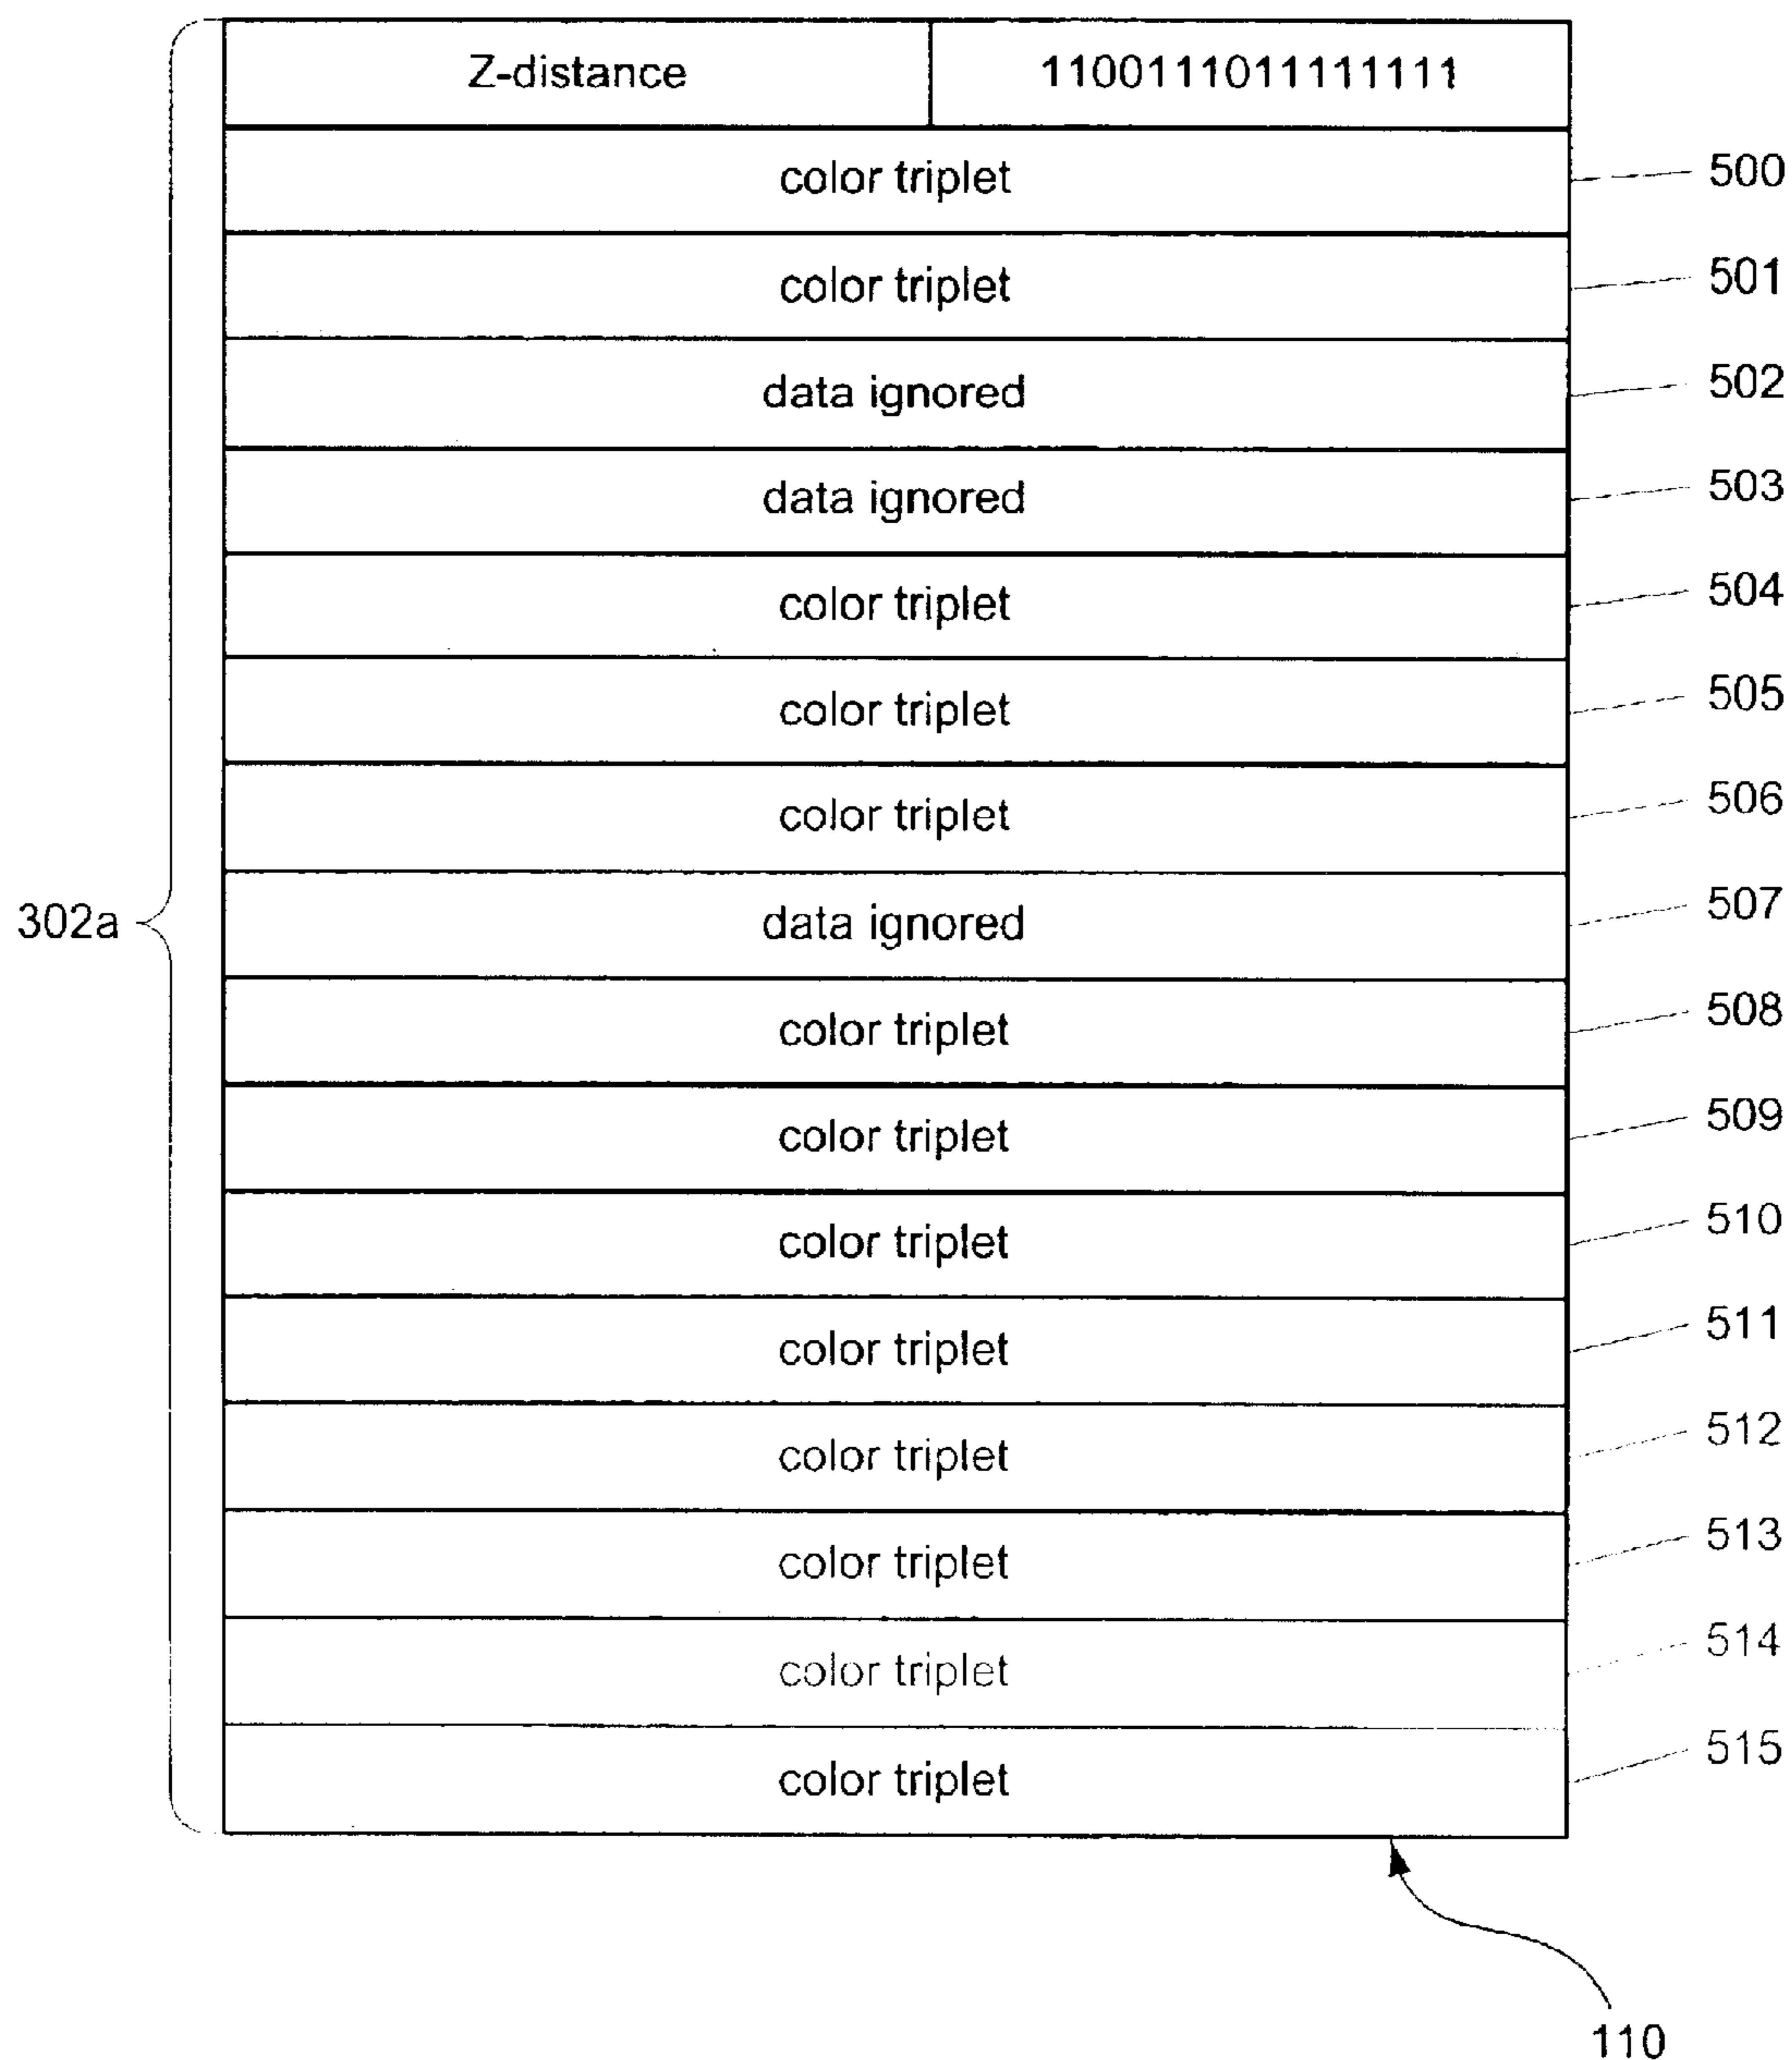 Z-distance 1100111011111111
color triplet 500
color triplet 501
data ignored 502
data ignored 503
color triplet 504
color triplet 505
color triplet 506
302a data ignored 507
color triplet 508
color triplet 509
color triplet 510
color triplet 511
color triplet 512
color triplet 513
color triplet 514
color triplet 515
110